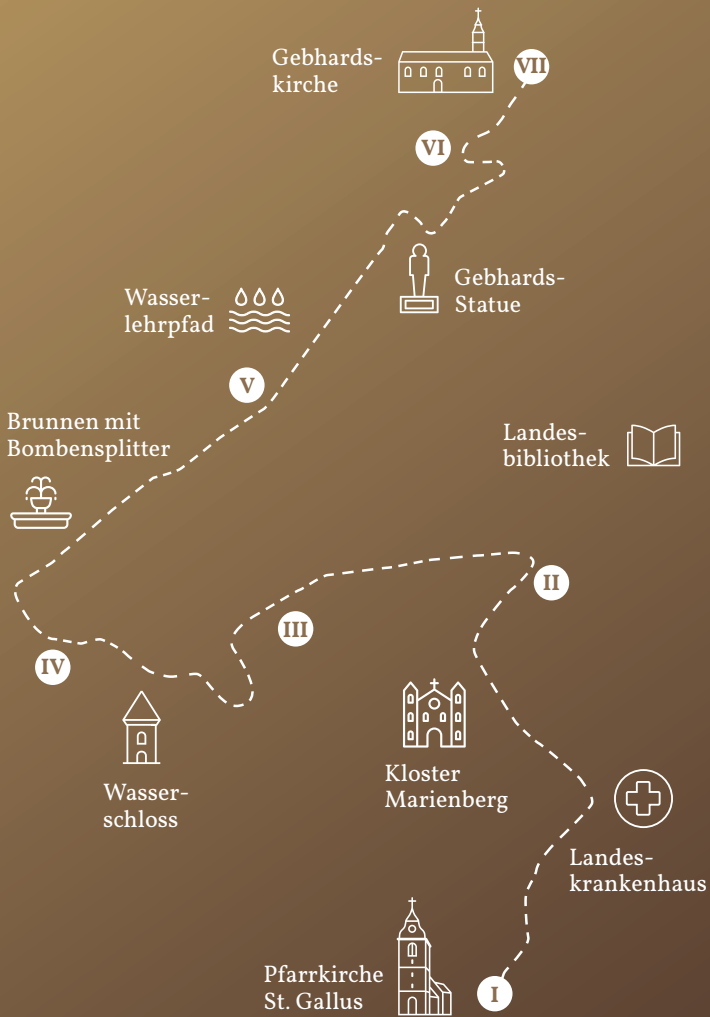 Gebhards-
kirche
VII
VI
Gebhards-
Statue
Wasser-
lehrpfad
V
Brunnen mit
Bombensplitter
Landes-
bibliothek
II
III
IV
Wasser-
schloss
Kloster
Marienberg
Landes-
krankenhaus
Pfarrkirche
St. Gallus
I